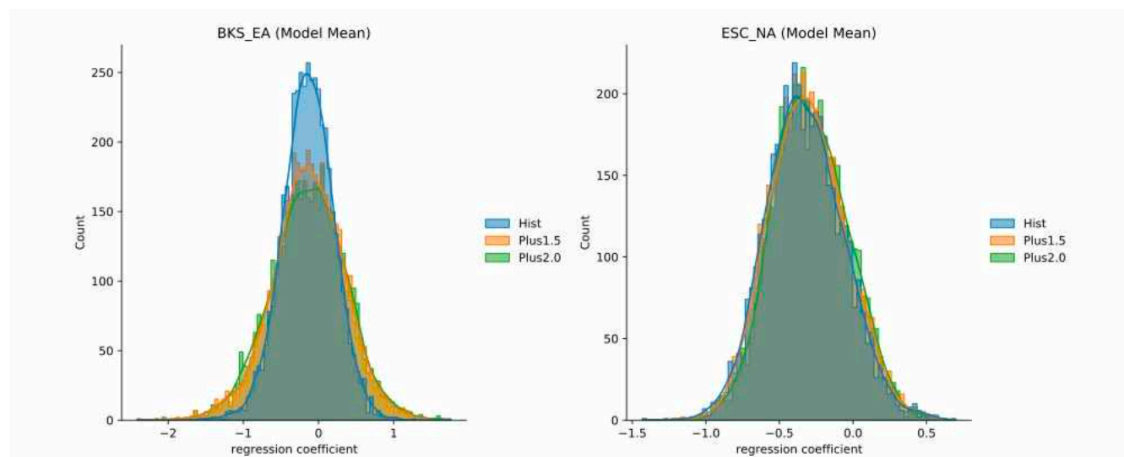 BKS_EA (Model Mean)
250
200
150
100
50
0
Count
−2
−1
0
1
regression coefficient
Hist
Plus1.5
Plus2.0
ESC_NA (Model Mean)
200
150
100
50
0
Count
−1.5
−1.0
−0.5
0.0
0.5
regression coefficient
Hist
Plus1.5
Plus2.0